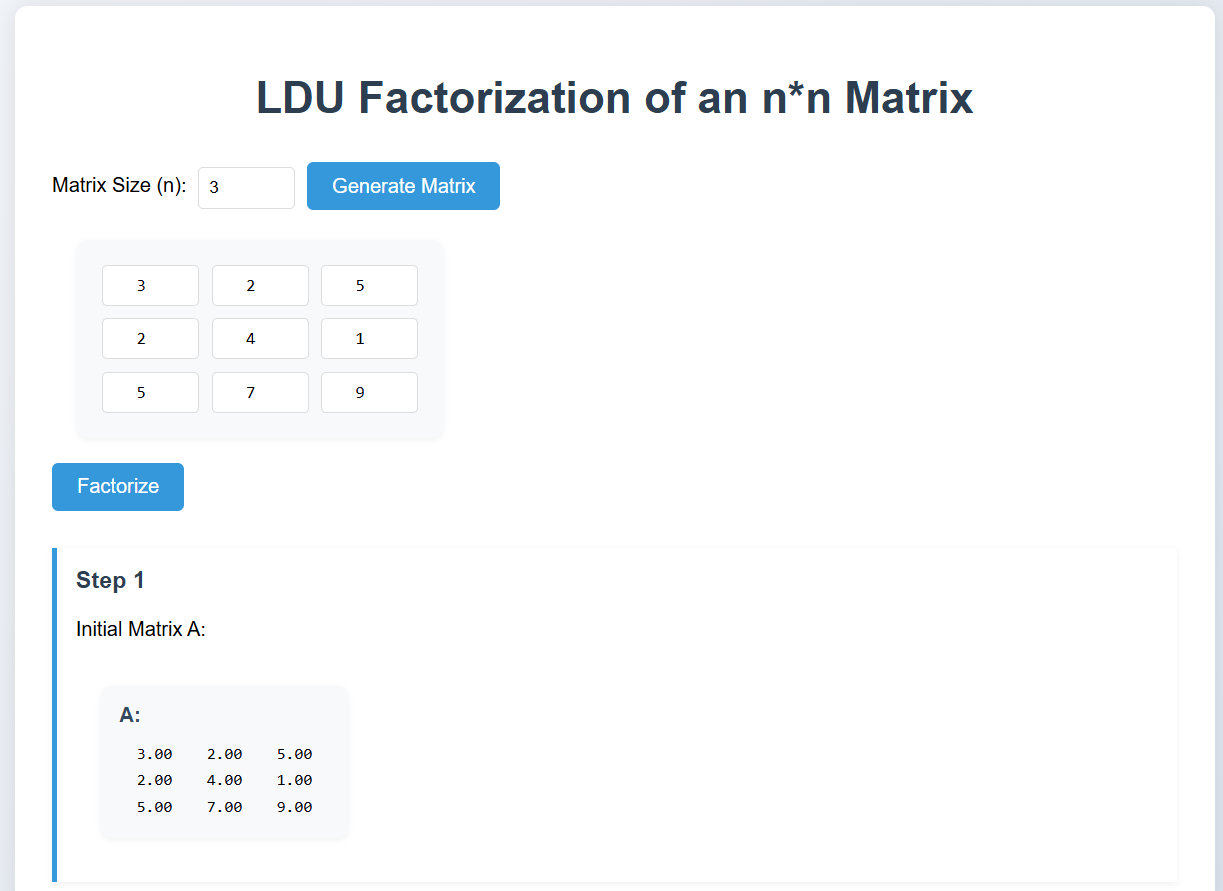 LDU Factorization of an n*n Matrix
Matrix Size (n): 3 Generate Matrix
3 2 5
2 4 1
5 7 9
Factorize
Step 1
Initial Matrix A:
A:
3.00 2.00 5.00
2.00 4.00 1.00
5.00 7.00 9.00